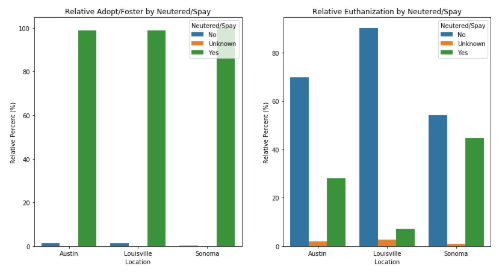 Relative Adopt/Foster by Neutered/Spay
Relative Percent (%)
100
80
60
40
20
0
Neutered/Spay
No
Unknown
Yes
Austin
Louisville
Sonoma
Location
Relative Euthanization by Neutered/Spay
Relative Percent (%)
80
60
40
20
0
Neutered/Spay
No
Unknown
Yes
Austin
Louisville
Sonoma
Location